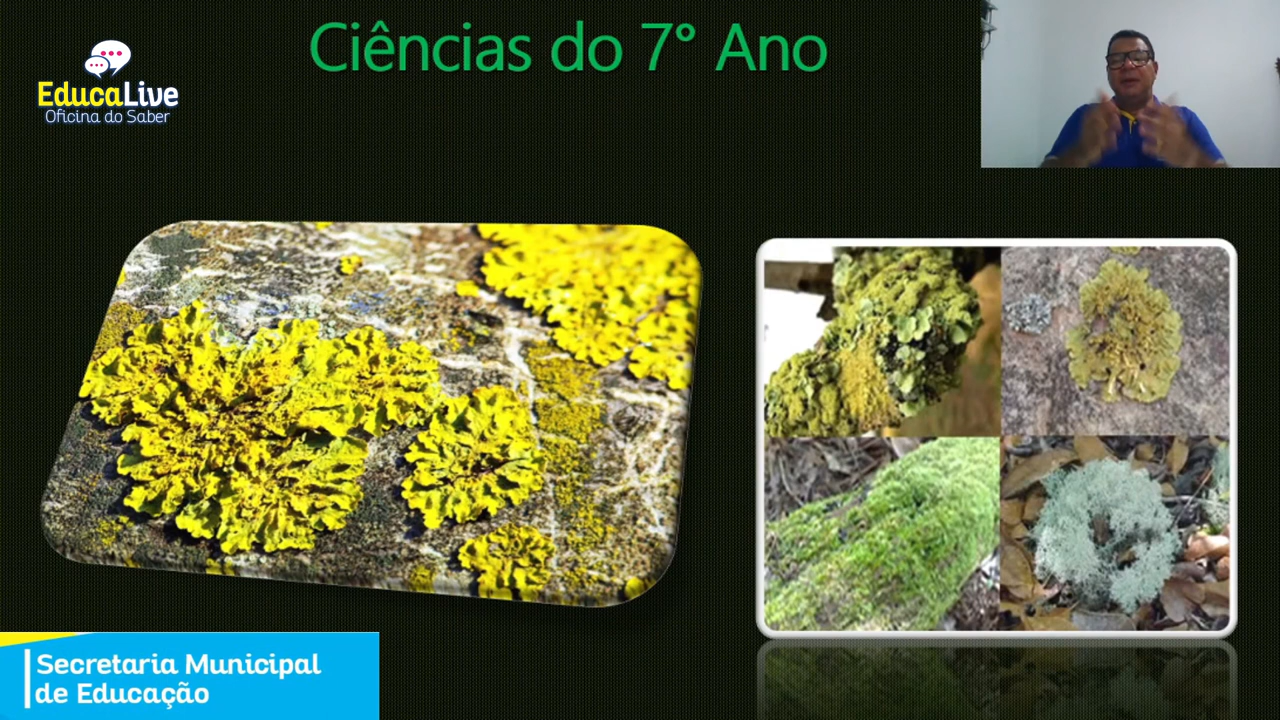 Ciências do 7° Ano
EducaLive
Oficina do Saber
Secretaria Municipal
de Educação